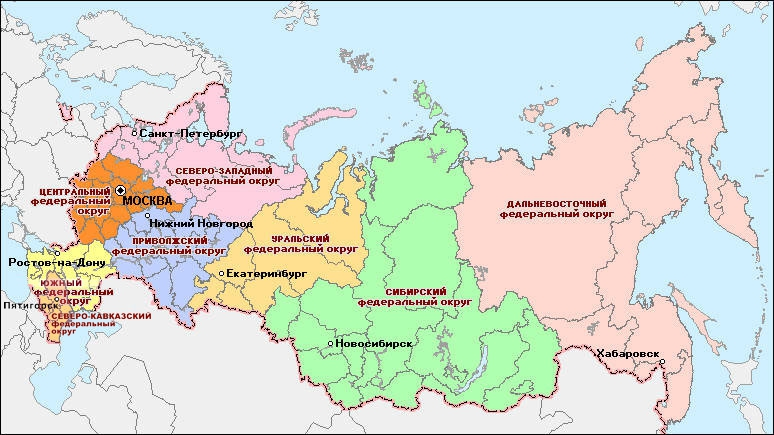 Санкт-Петербург
СЕВЕРО-ЗАПАДНЫЙ
федеральный округ
ЦЕНТРАЛЬНЫЙ
федеральный
округ
МОСКВА
Нижний Новгород
ПРИВОЛЖСКИЙ
федеральный округ
УРАЛЬСКИЙ
федеральный округ
ДАЛЬНЕВОСТОЧНЫЙ
федеральный округ
Ростов-на-Дону
Екатеринбург
ЮЖНЫЙ
федеральный
округ
СИБИРСКИЙ
федеральный округ
Пятигорск
СЕВЕРО-КАВКАЗСКИЙ
федеральный
округ
Новосибирск
Хабаровск